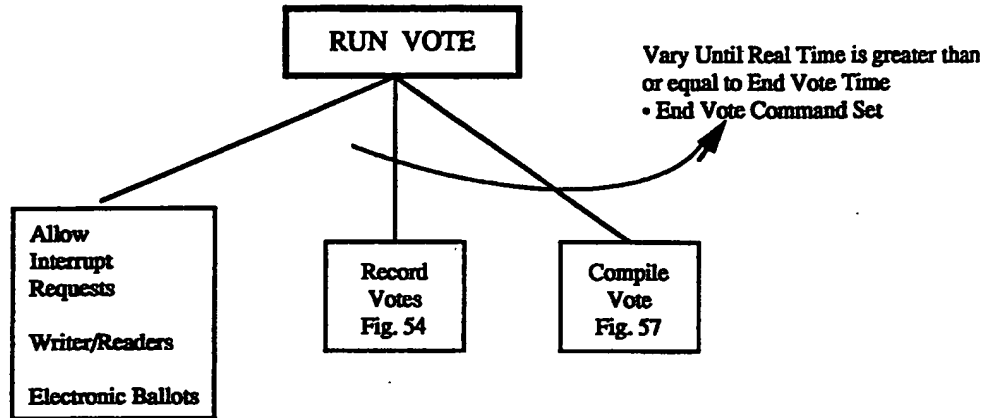 RUN VOTE
Vary Until Real Time is greater than
or equal to End Vote Time
• End Vote Command Set
Allow
Interrupt
Requests
Writer/Readers
Electronic Ballots
Record
Votes
Fig. 54
Compile
Vote
Fig. 57